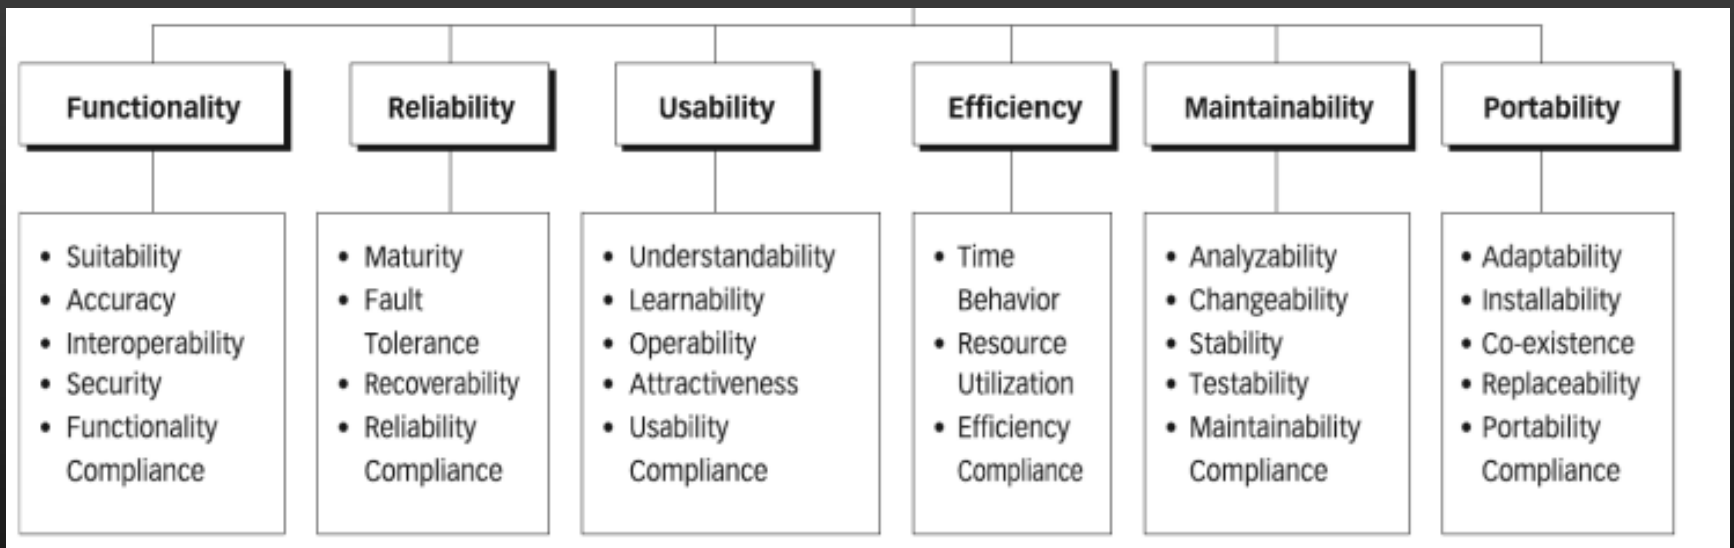 Functionality
Reliability
Usability
Efficiency
Maintainability
Portability
• Suitability
• Accuracy
• Interoperability
• Security
• Functionality
Compliance
• Maturity
• Fault
Tolerance
• Recoverability
• Reliability
Compliance
• Understandability
• Learnability
• Operability
• Attractiveness
• Usability
Compliance
• Time
Behavior
• Resource
Utilization
• Efficiency
Compliance
• Analyzability
• Changeability
• Stability
• Testability
• Maintainability
Compliance
• Adaptability
• Installability
• Co-existence
• Replaceability
• Portability
Compliance